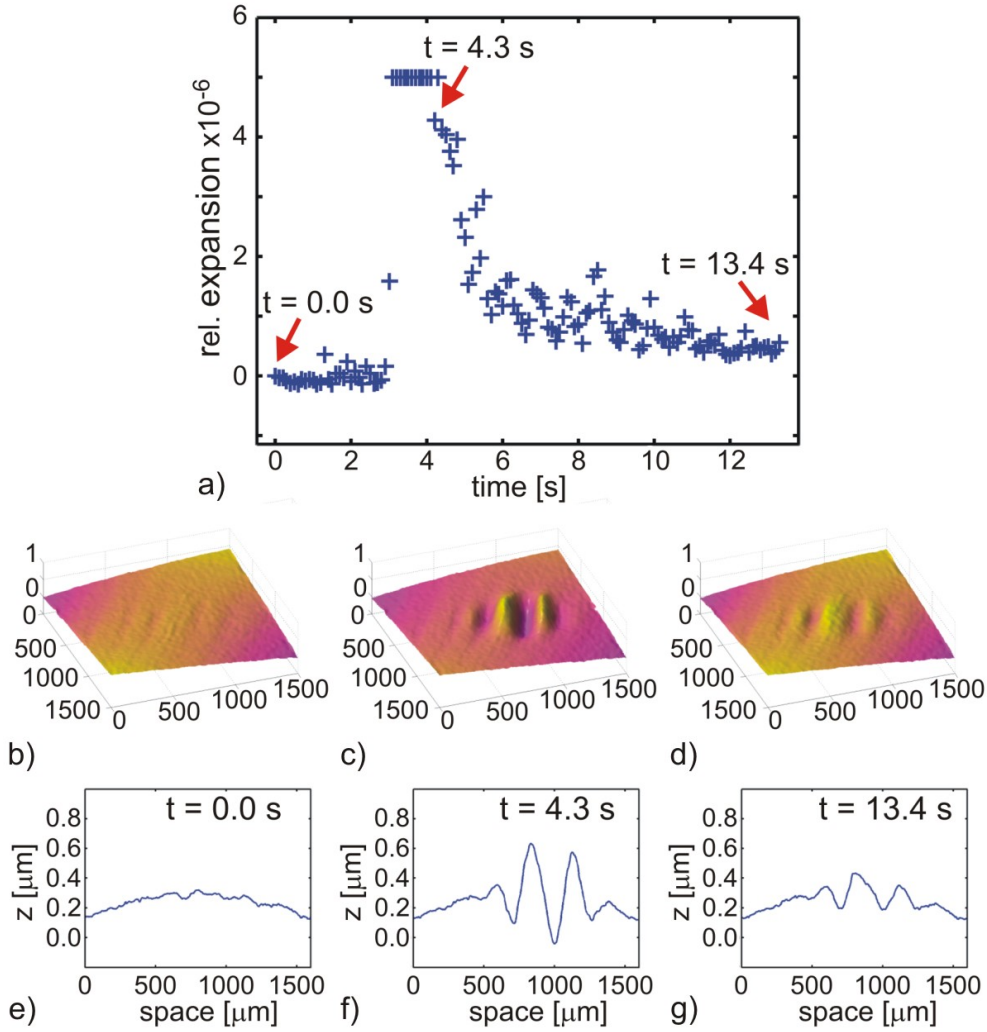 6
4
2
0
rel. expansion x10-6
t = 4.3 s
t = 0.0 s
t = 13.4 s
0 2 4 6 8 10 12
time [s]
a)
1
0
0
500
1000
1500
0
500
1000
1500
b)
1
0
0
500
1000
1500
0
500
1000
1500
c)
1
0
0
500
1000
1500
0
500
1000
1500
d)
t = 0.0 s
0.8
0.6
0.4
0.2
0.0
z [µm]
0 500 1000 1500
space [µm]
e)
t = 4.3 s
0.8
0.6
0.4
0.2
0.0
z [µm]
0 500 1000 1500
space [µm]
f)
t = 13.4 s
0.8
0.6
0.4
0.2
0.0
z [µm]
0 500 1000 1500
space [µm]
g)